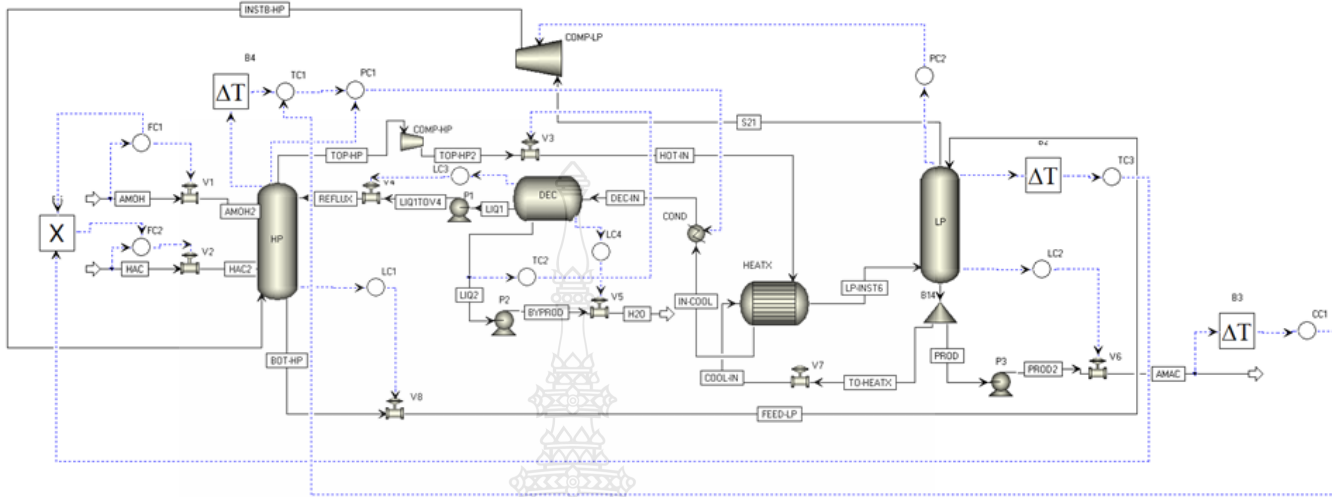 INSTB-HP
COMP-LP
B4
ΔT
TC1
PC1
PC2
S21
FC1
COMP-HP
V3
TOP-HP
TOP-HP2
HOT-IN
ΔT
TC3
LC3
V1
V4
AMOH
AMOH2
REFLUX
LIQ1TOV4
P1
LIQ1
DEC
DEC-IN
LP
X
FC2
HP
COND
LC4
V2
HAC
HAC2
LC1
TC2
HEATX
LP-INST6
LC2
LIQ2
P2
BYPROD
V5
H2O
IN-COOL
B14
B3
ΔT
CC1
BOT-HP
COOL-IN
V7
TO-HEATX
PROD
P3
PROD2
V6
AMAC
V8
FEED-LP